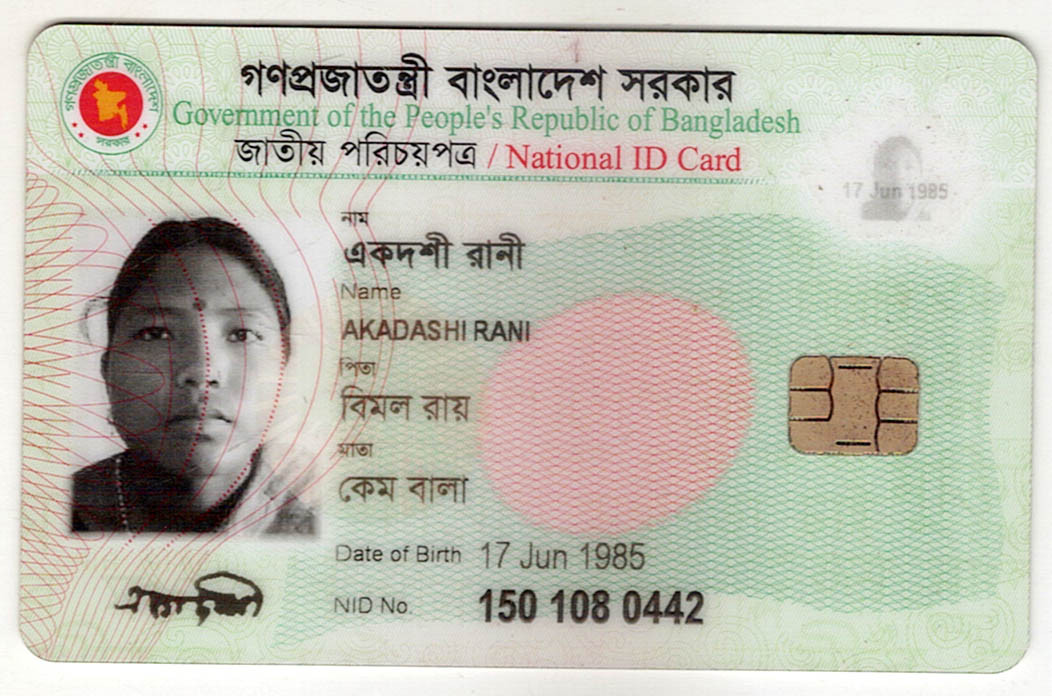 গণপ্রজাতন্ত্রী বাংলাদেশ সরকার
গণপ্রজাতন্ত্রী বাংলাদেশ সরকার
Government of the People's Republic of Bangladesh
জাতীয় পরিচয়পত্র / National ID Card
17 Jun 1985
নাম
একদশী রানী
Name
AKADASHI RANI
পিতা
বিমল রায়
মাতা
কেম বালা
Date of Birth 17 Jun 1985
NID No. 150 108 0442